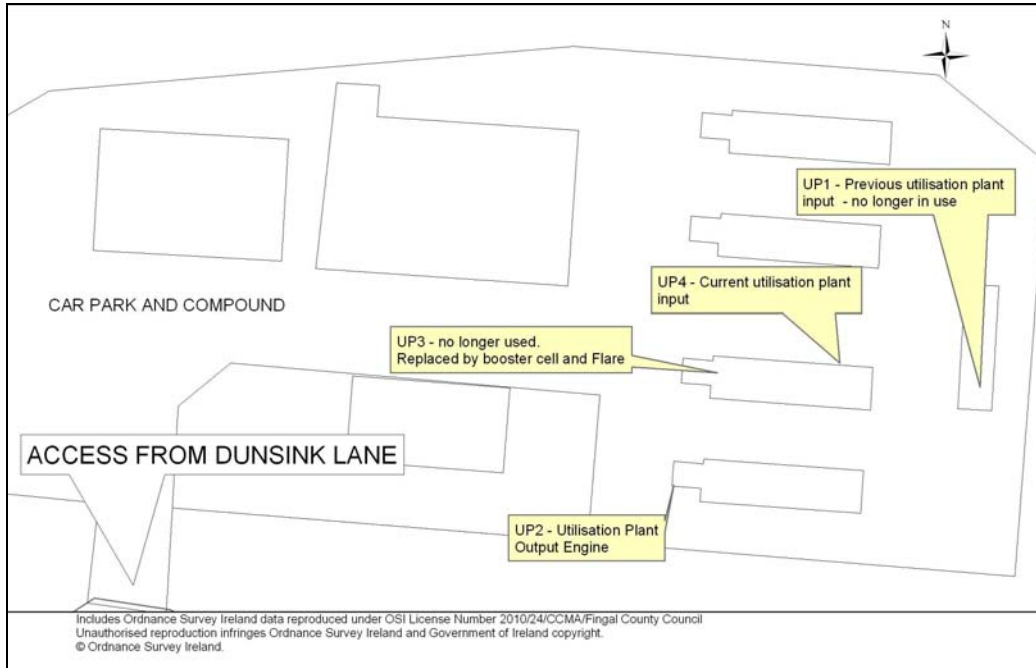 N
UP1 - Previous utilisation plant
input - no longer in use
UP4 - Current utilisation plant
input
CAR PARK AND COMPOUND
UP3 - no longer used.
Replaced by booster cell and Flare
ACCESS FROM DUNSINK LANE
UP2 - Utilisation Plant
Output Engine
Includes Ordnance Survey Ireland data reproduced under OSI License Number 2010/24/CCMA/Fingal County Council
Unauthorised reproduction infringes Ordnance Survey Ireland and Government of Ireland copyright.
© Ordnance Survey Ireland.